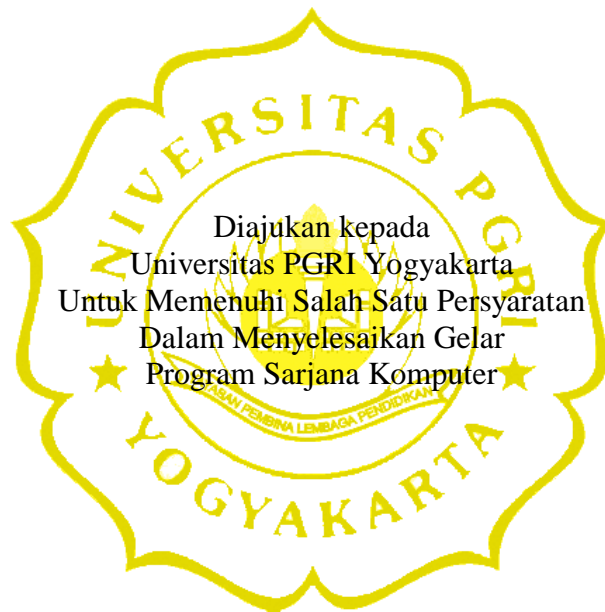 UNIVERSITAS PGRI
Diajukan kepada
Universitas PGRI Yogyakarta
Untuk Memenuhi Salah Satu Persyaratan
Dalam Menyelesaikan Gelar
Program Sarjana Komputer
YASAN PEMBINA LEMBAGA PENDIDIKAN
YOGYAKARTA